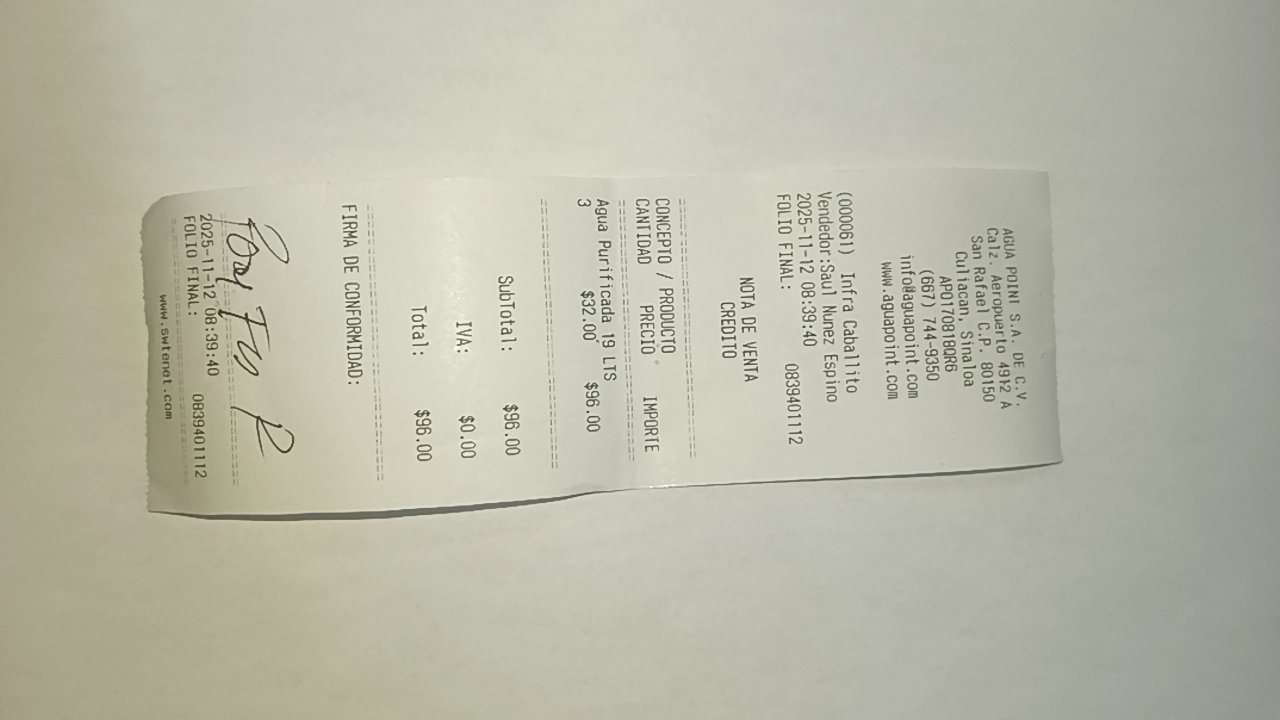 AGUA POINT S.A. DE C.V.
Calz. Aeropuerto 4912 A
San Rafael C.P. 80150
Culiacan, Sinaloa
APO170818QR6
(667) 744-9350
info@aguapoint.com
www.aguapoint.com
(000061) Infra Caballito
Vendedor:Saul Nunez Espino
2025-11-12 08:39:40
FOLIO FINAL: 0839401112
NOTA DE VENTA
CREDITO
CONCEPTO / PRODUCTO
CANTIDAD PRECIO IMPORTE
Agua Purificada 19 LTS
3 $32.00 $96.00
SubTotal: $96.00
IVA: $0.00
Total: $96.00
FIRMA DE CONFORMIDAD:
R
2025-11-12 08:39:40
FOLIO FINAL: 0839401112
www.swtenet.com